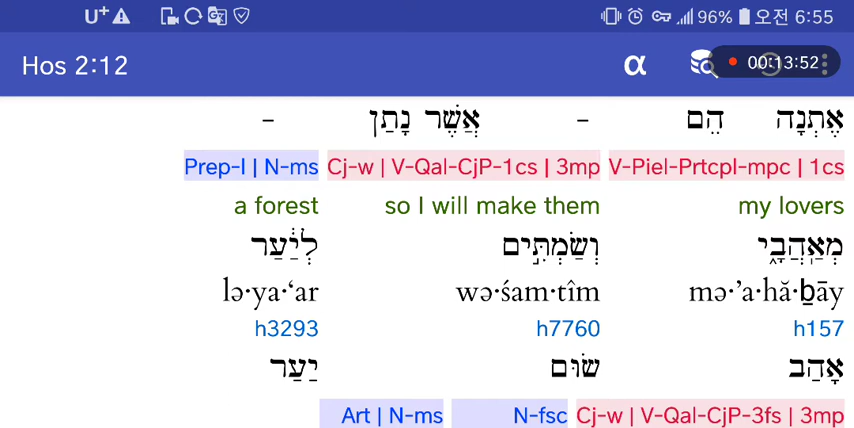 U+ 96% 오전 6:55
Hos 2:12 α 00:13:52
אֶתְנָה הֵם - אֲשֶׁר נָתַן -
V-Piel-Prtcpl-mpc | 1cs Cj-w | V-Qal-CjP-1cs | 3mp Prep-l | N-ms
my lovers so I will make them a forest
מְאַֽהֲבָ֑י וְשַׂמְתִּ֣ים לְיַ֔עַר
mə·’a·hă·ḇāy wə·śam·tîm lə·ya·‘ar
h157 h7760 h3293
אָהַב שׂוּם יַעַר
Cj-w | V-Qal-CjP-3fs | 3mp N-fsc Art | N-ms